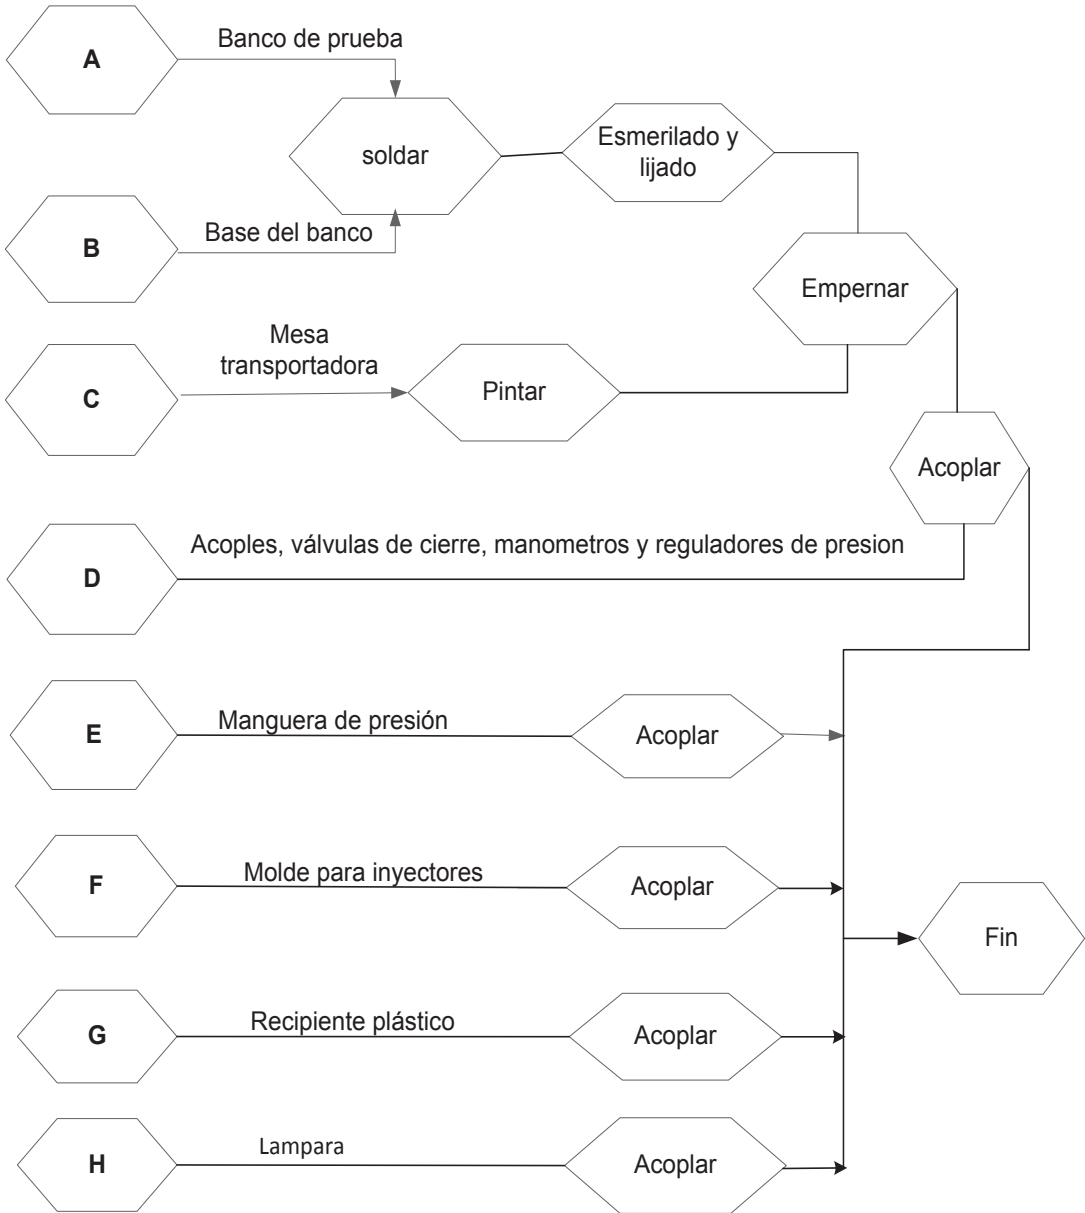 A
Banco de prueba
soldar
Esmerilado y
lijado
B
Base del banco
Empernar
C
Mesa
transportadora
Pintar
Acoplar
D
Acoples, válvulas de cierre, manometros y reguladores de presion
E
Manguera de presión
Acoplar
F
Molde para inyectores
Acoplar
Fin
G
Recipiente plástico
Acoplar
H
Lampara
Acoplar